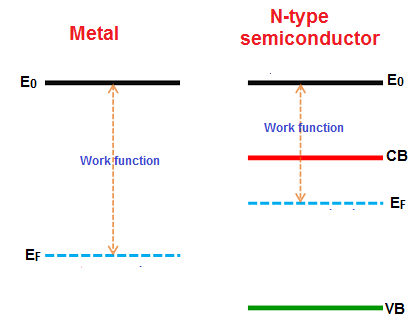 Metal
N-type
semiconductor
E0
E0
Work function
Work function
CB
EF
EF
VB